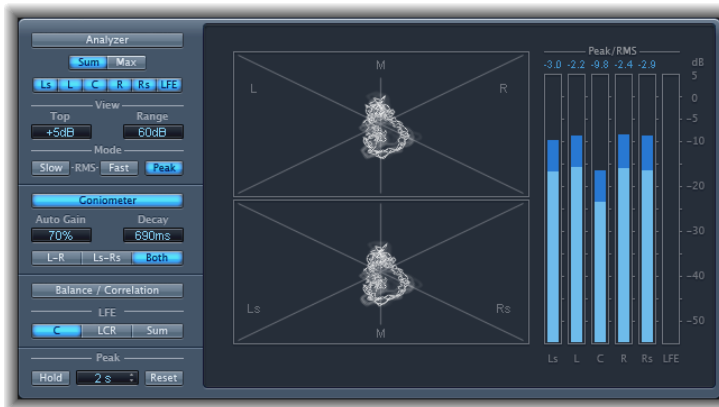 Analyzer
Sum Max
Ls L C R Rs LFE
View
Top Range
+5dB 60dB
Mode
Slow -RMS- Fast Peak
Goniometer
Auto Gain Decay
70% 690ms
L-R Ls-Rs Both
Balance / Correlation
LFE
C LCR Sum
Peak
Hold 2 s Reset
M
L R
Ls Rs
M
Peak/RMS
-3.0 -2.2 -9.8 -2.4 -2.9 dB
5
0
-5
-10
-20
-30
-40
-50
Ls L C R Rs LFE